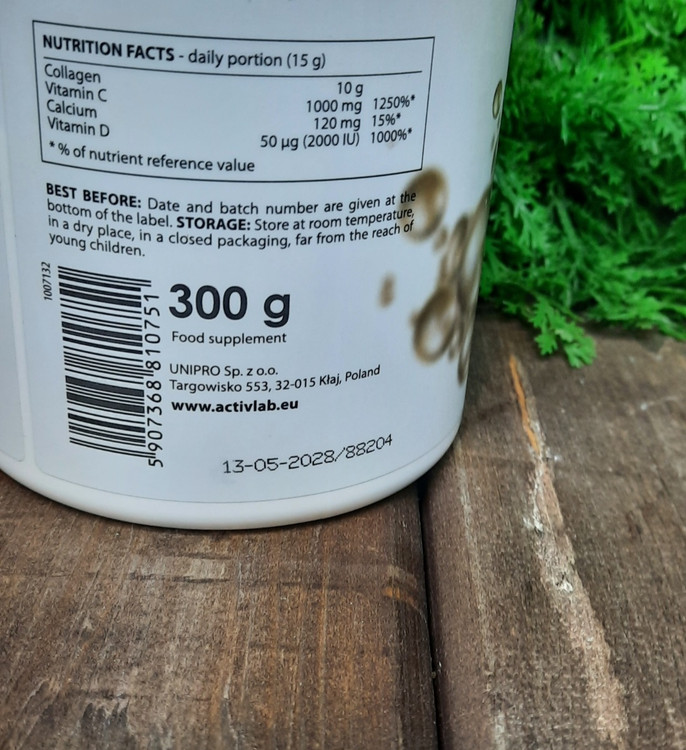 NUTRITION FACTS - daily portion (15 g)
Collagen 10 g
Vitamin C 1000 mg 1250%*
Calcium 120 mg 15%*
Vitamin D 50 µg (2000 IU) 1000%*
* % of nutrient reference value
BEST BEFORE: Date and batch number are given at the
bottom of the label. STORAGE: Store at room temperature,
in a dry place, in a closed packaging, far from the reach of
young children.
1007132
5 907368 810751
300 g
Food supplement
UNIPRO Sp. z o.o.
Targowisko 553, 32-015 Kłaj, Poland
www.activlab.eu
13-05-2028/88204